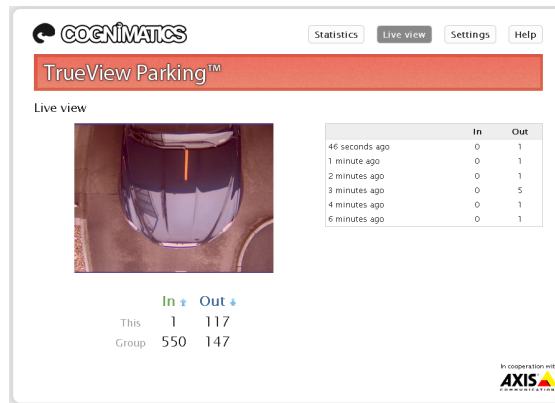 COGNIMATICS
Statistics Live view Settings Help
TrueView Parking™
Live view
In Out
46 seconds ago 0 1
1 minute ago 0 1
2 minutes ago 0 1
3 minutes ago 0 5
4 minutes ago 0 1
6 minutes ago 0 1
In Out
This 1 117
Group 550 147
In cooperation wit
AXIS
COMMUNICATION